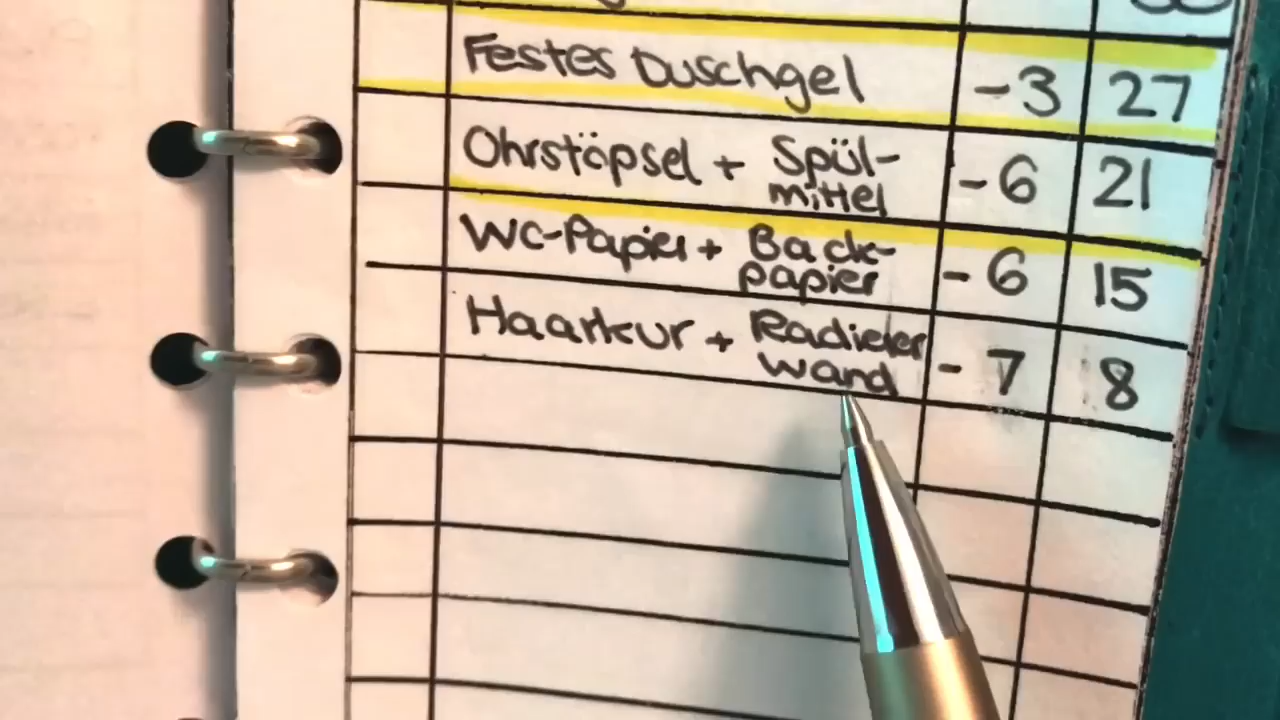 Festes Duschgel -3 27
Ohrstöpsel + Spül-
mittel -6 21
WC-Papier + Back-
papier -6 15
Haarkur + Radierer
wand -7 8